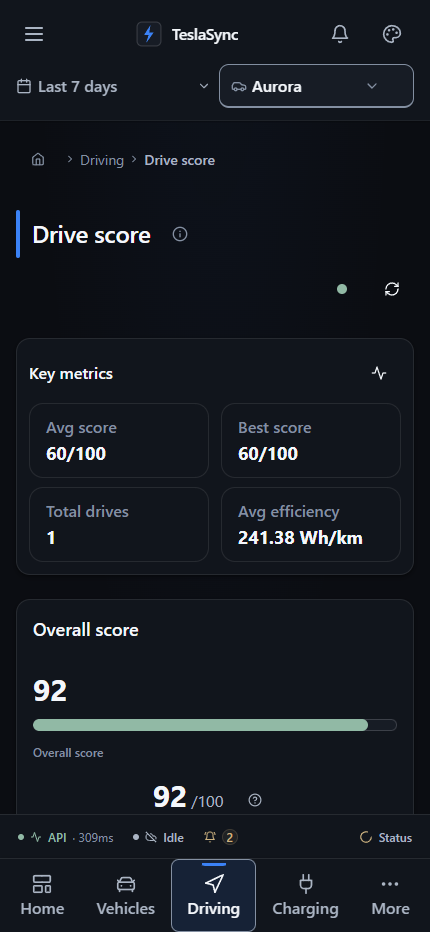 TeslaSync
Last 7 days
Aurora
Driving
Drive score
Drive score
Key metrics
Avg score
60/100
Best score
60/100
Total drives
1
Avg efficiency
241.38 Wh/km
Overall score
92
Overall score
92 /100
API · 309ms
Idle
2
Status
Home
Vehicles
Driving
Charging
More